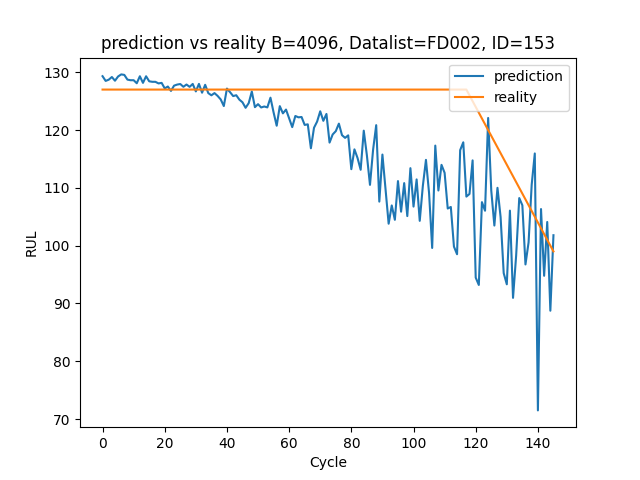 prediction vs reality B=4096, Datalist=FD002, ID=153
prediction
reality
130
120
110
100
90
80
70
RUL
0 20 40 60 80 100 120 140
Cycle